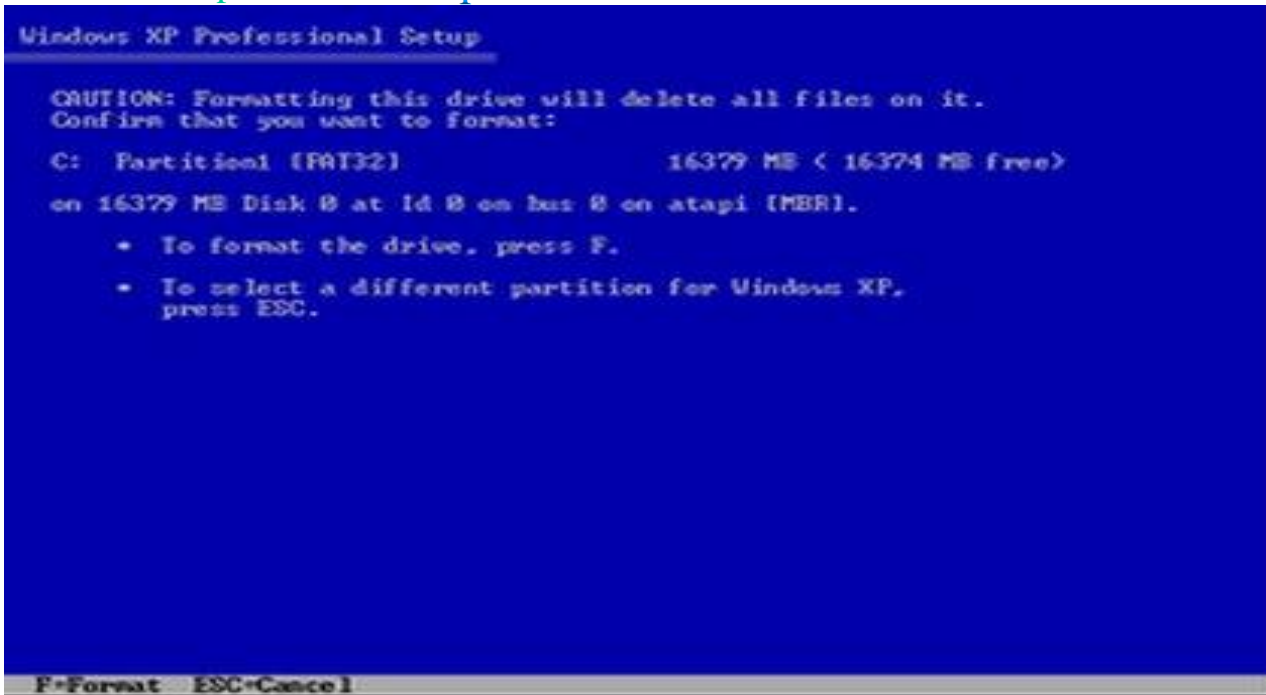 Windows XP Professional Setup
CAUTION: Formatting this drive will delete all files on it.
Confirm that you want to format:
C: Partition1 [FAT32] 16379 MB ( 16374 MB free)
on 16379 MB Disk 0 at Id 0 on bus 0 on atapi [MBR].
• To format the drive, press F.
• To select a different partition for Windows XP,
press ESC.
F=Format ESC=Cancel